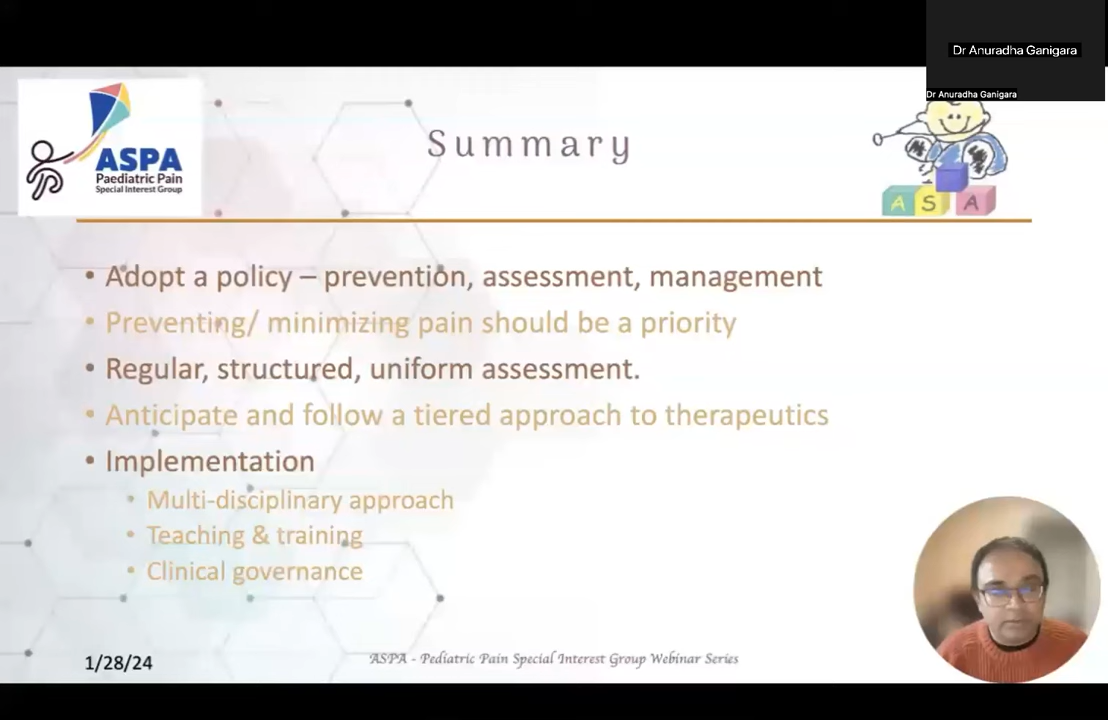 Dr Anuradha Ganigara
Dr Anuradha Ganigara
ASPA
Paediatric Pain
Special Interest Group
Summary
A S A
• Adopt a policy – prevention, assessment, management
• Preventing/ minimizing pain should be a priority
• Regular, structured, uniform assessment.
• Anticipate and follow a tiered approach to therapeutics
• Implementation
• Multi-disciplinary approach
• Teaching & training
• Clinical governance
1/28/24
ASPA - Pediatric Pain Special Interest Group Webinar Series